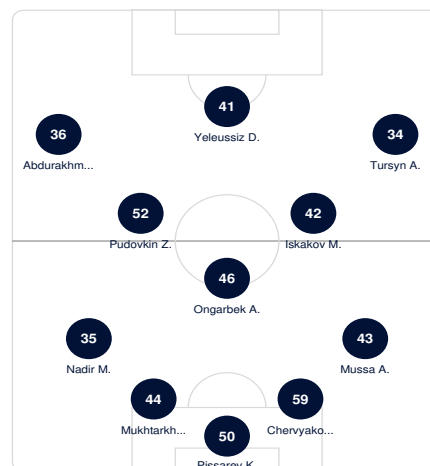 41
Yeleussiz D.
36
Abdurakhm...
34
Tursyn A.
52
Pudovkin Z.
42
Iskakov M.
46
Ongarbek A.
35
Nadir M.
43
Mussa A.
44
Mukhtarkh...
59
Chervyako...
50
Pissarev K.